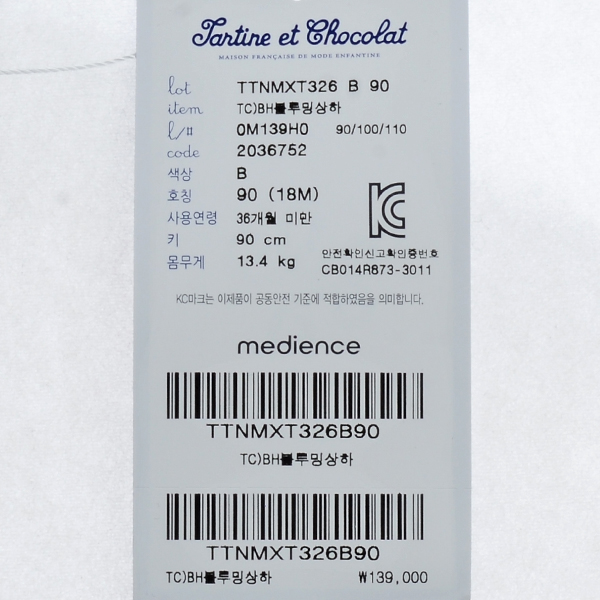 Tartine et Chocolat
MAISON FRANÇAISE DE MODE ENFANTINE
lot TTNMXT326 B 90
item TC)BH블루밍상하
l/# 0M139H0 90/100/110
code 2036752
색상 B
호칭 90 (18M)
사용연령 36개월 미만
키 90 cm
몸무게 13.4 kg
안전확인신고확인증번호
CB014R873-3011
KC마크는 이제품이 공통안전 기준에 적합하였음을 의미합니다.
medience
TTNMXT326B90
TC)BH블루밍상하
TTNMXT326B90
TC)BH블루밍상하 ₩139,000